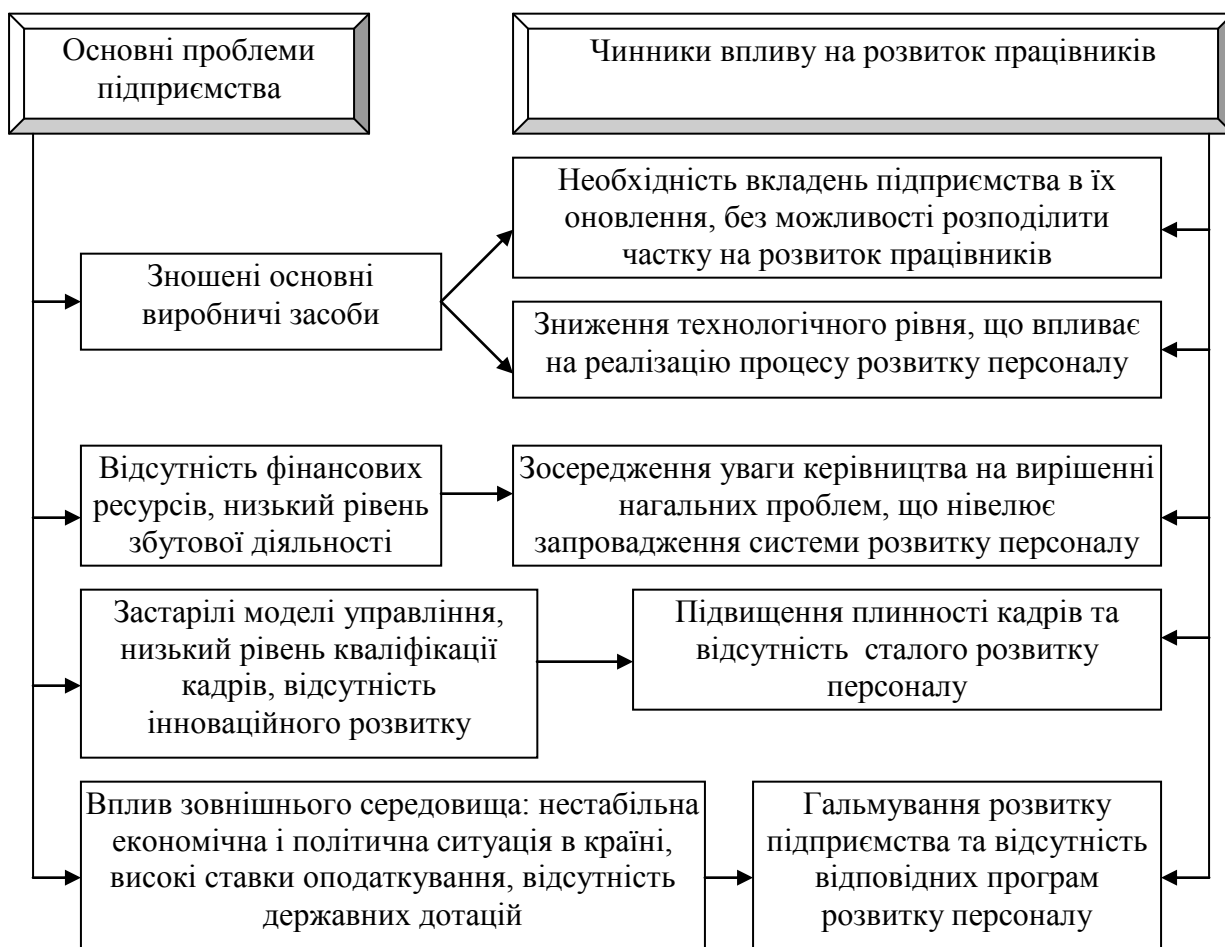 Основні проблеми
підприємства
Чинники впливу на розвиток працівників
Зношені основні
виробничі засоби
Необхідність вкладень підприємства в їх
оновлення, без можливості розподілити
частку на розвиток працівників
Зниження технологічного рівня, що впливає
на реалізацію процесу розвитку персоналу
Відсутність фінансових
ресурсів, низький рівень
збутової діяльності
Зосередження уваги керівництва на вирішенні
нагальних проблем, що нівелює
запровадження системи розвитку персоналу
Застарілі моделі управління,
низький рівень кваліфікації
кадрів, відсутність
інноваційного розвитку
Підвищення плинності кадрів та
відсутність сталого розвитку
персоналу
Вплив зовнішнього середовища: нестабільна
економічна і політична ситуація в країні,
високі ставки оподаткування, відсутність
державних дотацій
Гальмування розвитку
підприємства та відсутність
відповідних програм
розвитку персоналу